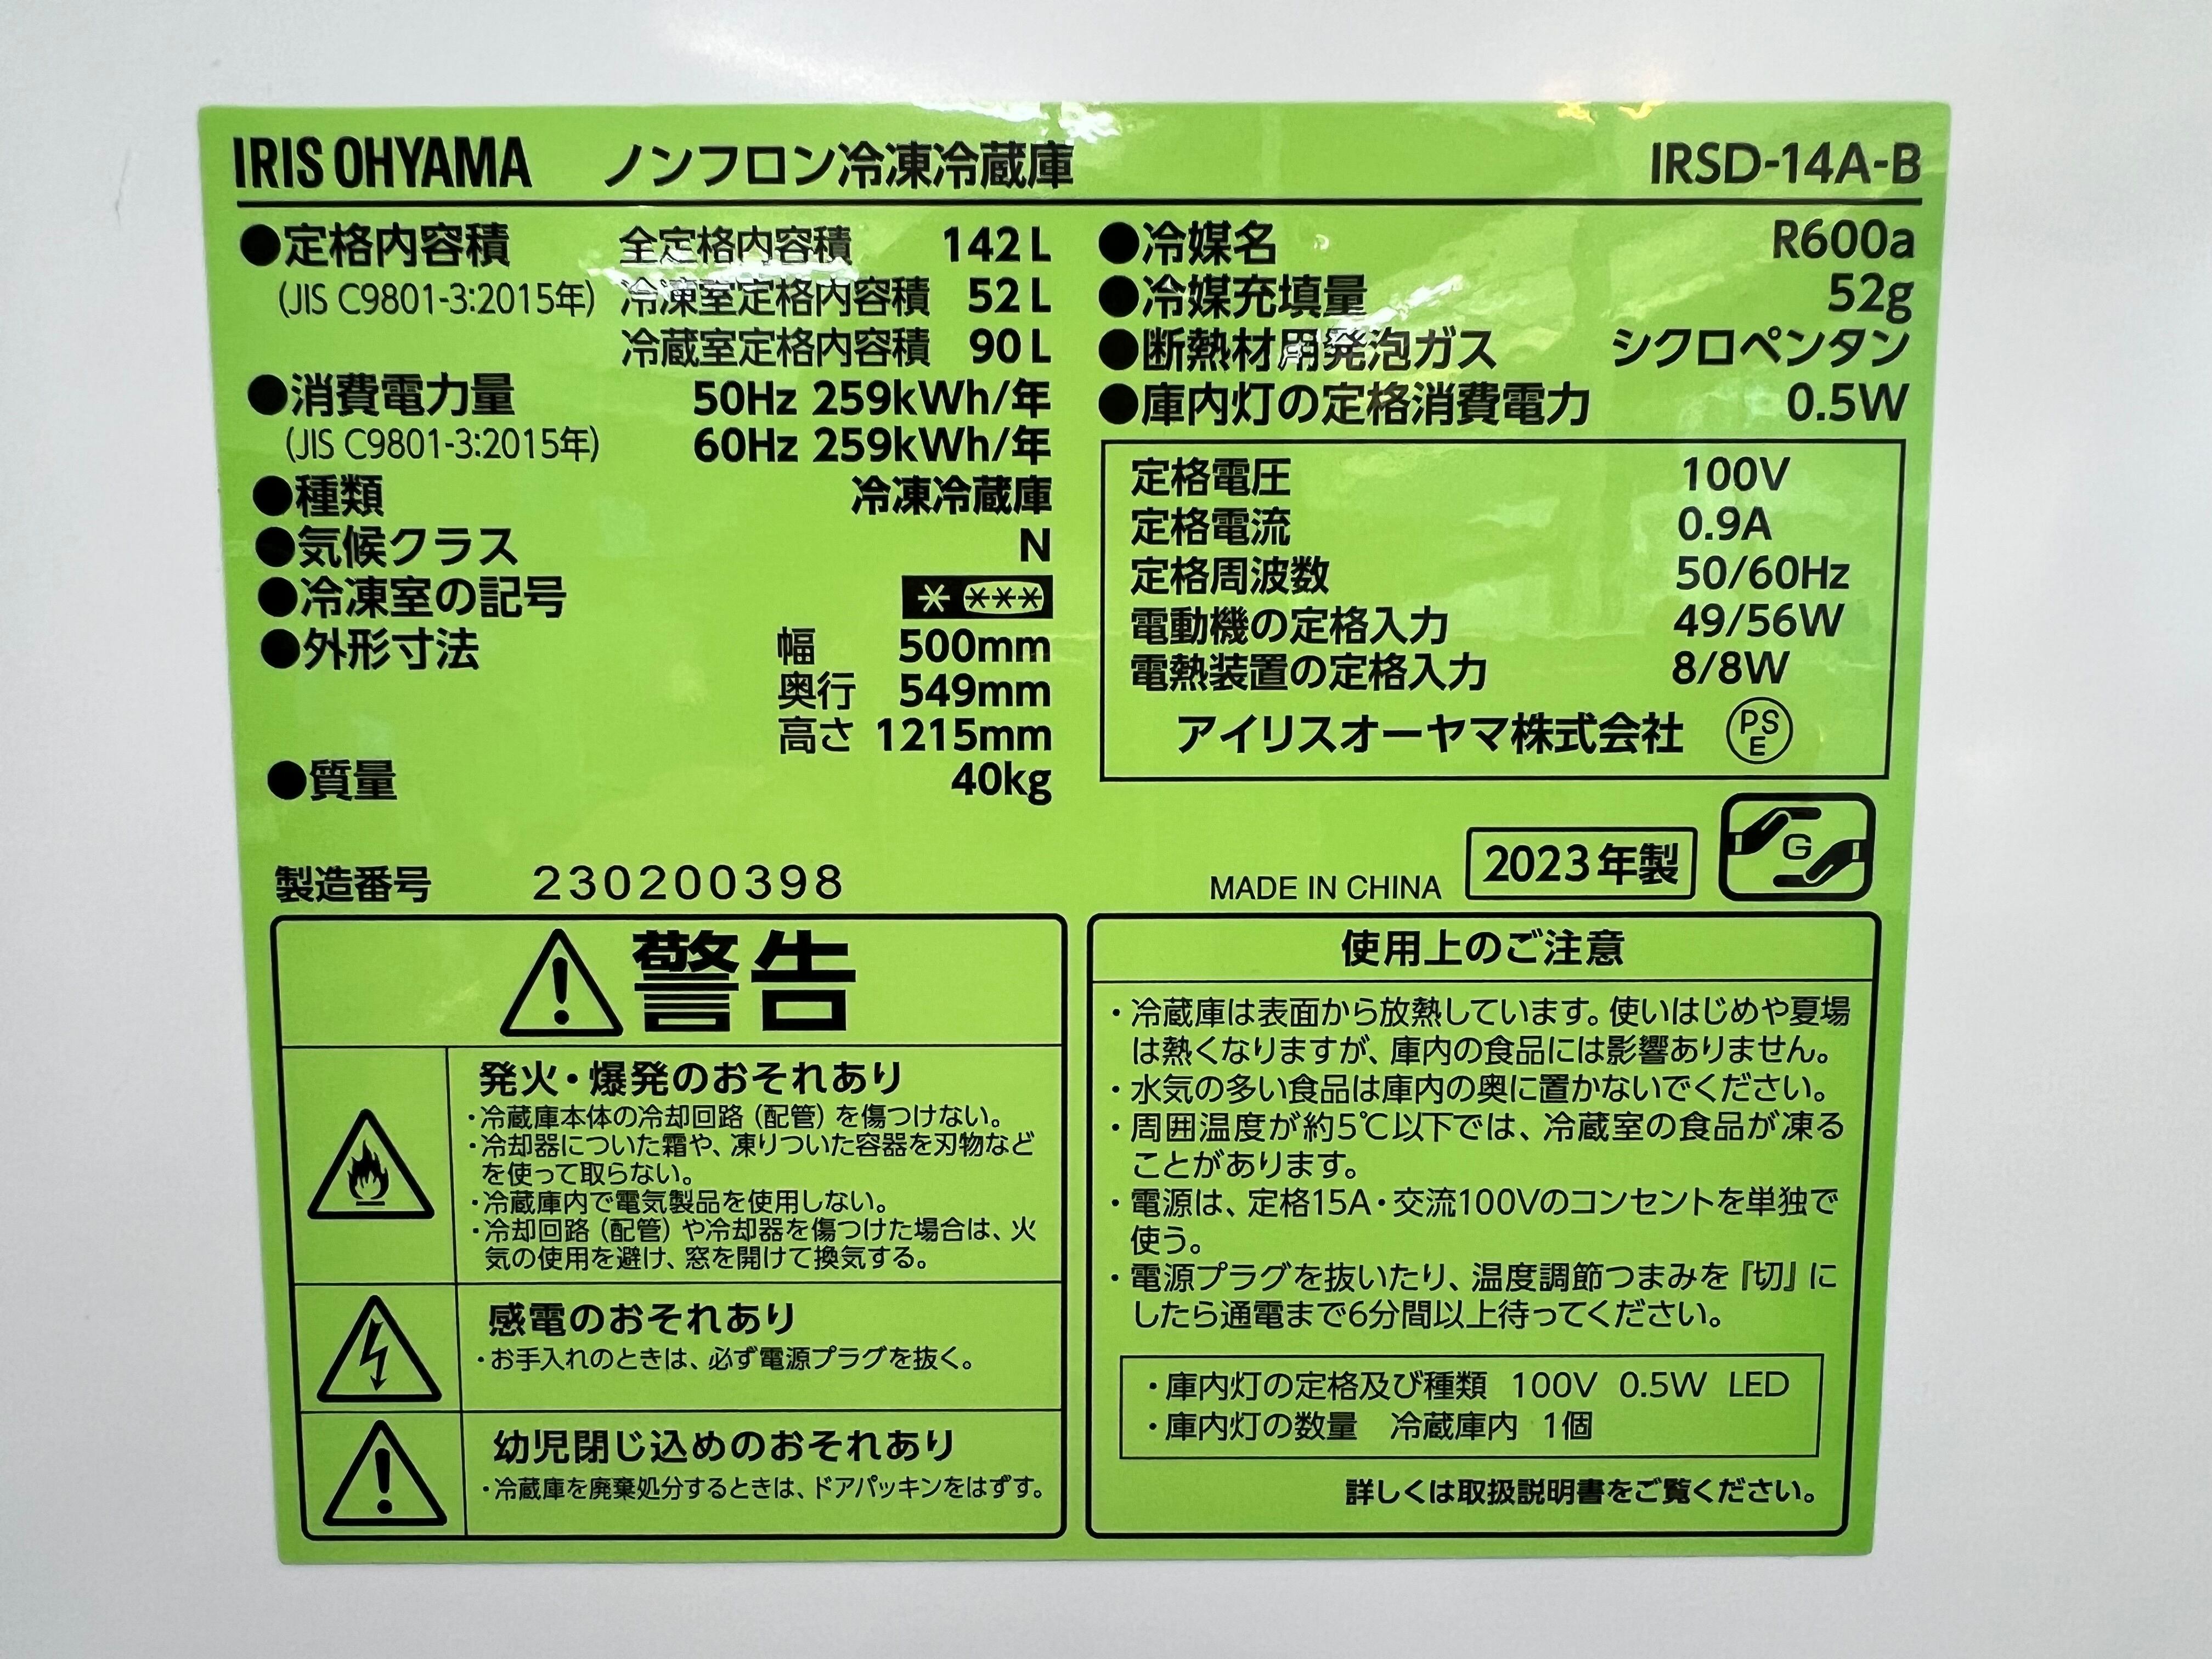 IRIS OHYAMA ノンフロン冷凍冷蔵庫 IRSD-14A-B
●定格内容積 全定格内容積 142L
(JIS C9801-3:2015年) 冷凍室定格内容積 52L
冷蔵室定格内容積 90L
●消費電力量 50Hz 259kWh/年
(JIS C9801-3:2015年) 60Hz 259kWh/年
●種類 冷凍冷蔵庫
●気候クラス N
●冷凍室の記号 * ***
●外形寸法 幅 500mm
奥行 549mm
高さ 1215mm
●質量 40kg
製造番号 230200398
●冷媒名 R600a
●冷媒充填量 52g
●断熱材用発泡ガス シクロペンタン
●庫内灯の定格消費電力 0.5W
定格電圧 100V
定格電流 0.9A
定格周波数 50/60Hz
電動機の定格入力 49/56W
電熱装置の定格入力 8/8W
アイリスオーヤマ株式会社 PSE
MADE IN CHINA 2023年製 G
警告
発火・爆発のおそれあり
・冷蔵庫本体の冷却回路(配管)を傷つけない。
・冷却器についた霜や、凍りついた容器を刃物など
を使って取らない。
・冷蔵庫内で電気製品を使用しない。
・冷却回路(配管)や冷却器を傷つけた場合は、火
気の使用を避け、窓を開けて換気する。
感電のおそれあり
・お手入れのときは、必ず電源プラグを抜く。
幼児閉じ込めのおそれあり
・冷蔵庫を廃棄処分するときは、ドアパッキンをはずす。
使用上のご注意
・冷蔵庫は表面から放熱しています。使いはじめや夏場
は熱くなりますが、庫内の食品には影響ありません。
・水気の多い食品は庫内の奥に置かないでください。
・周囲温度が約5℃以下では、冷蔵室の食品が凍る
ことがあります。
・電源は、定格15A・交流100Vのコンセントを単独で
使う。
・電源プラグを抜いたり、温度調節つまみを『切』に
したら通電まで6分間以上待ってください。
・庫内灯の定格及び種類 100V 0.5W LED
・庫内灯の数量 冷蔵庫内 1個
詳しくは取扱説明書をご覧ください。